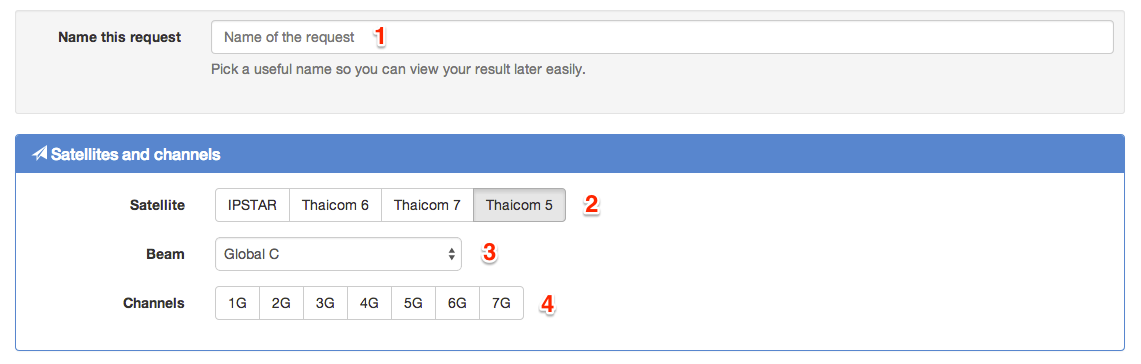 Name this request Name of the request 1
Pick a useful name so you can view your result later easily.
Satellites and channels
Satellite IPSTAR Thaicom 6 Thaicom 7 Thaicom 5 2
Beam Global C 3
Channels 1G 2G 3G 4G 5G 6G 7G 4